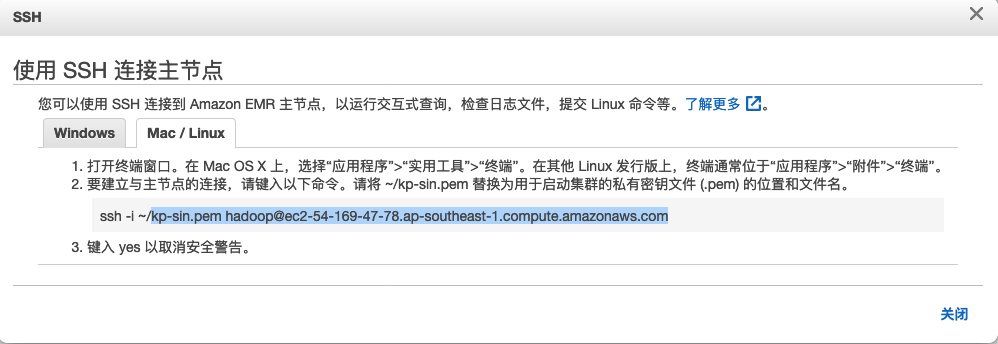 SSH
使用 SSH 连接主节点
您可以使用 SSH 连接到 Amazon EMR 主节点，以运行交互式查询，检查日志文件，提交 Linux 命令等。了解更多。
Windows
Mac / Linux
1. 打开终端窗口。在 Mac OS X 上，选择“应用程序”>“实用工具”>“终端”。在其他 Linux 发行版上，终端通常位于“应用程序”>“附件”>“终端”。
2. 要建立与主节点的连接，请键入以下命令。请将 ~/kp-sin.pem 替换为用于启动集群的私有密钥文件 (.pem) 的位置和文件名。
ssh -i ~/kp-sin.pem hadoop@ec2-54-169-47-78.ap-southeast-1.compute.amazonaws.com
3. 键入 yes 以取消安全警告。
关闭